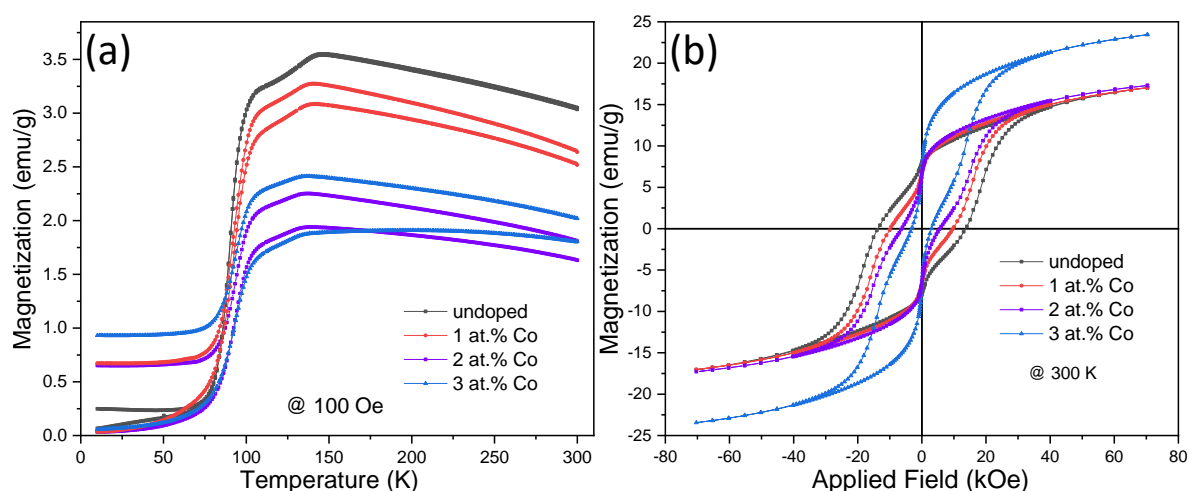 (a)
Magnetization (emu/g)
3.5
3.0
2.5
2.0
1.5
1.0
0.5
0.0
undoped
1 at.% Co
2 at.% Co
3 at.% Co
@ 100 Oe
0 50 100 150 200 250 300
Temperature (K)
(b)
Magnetization (emu/g)
25
20
15
10
5
0
-5
-10
-15
-20
-25
undoped
1 at.% Co
2 at.% Co
3 at.% Co
@ 300 K
-80 -60 -40 -20 0 20 40 60 80
Applied Field (kOe)